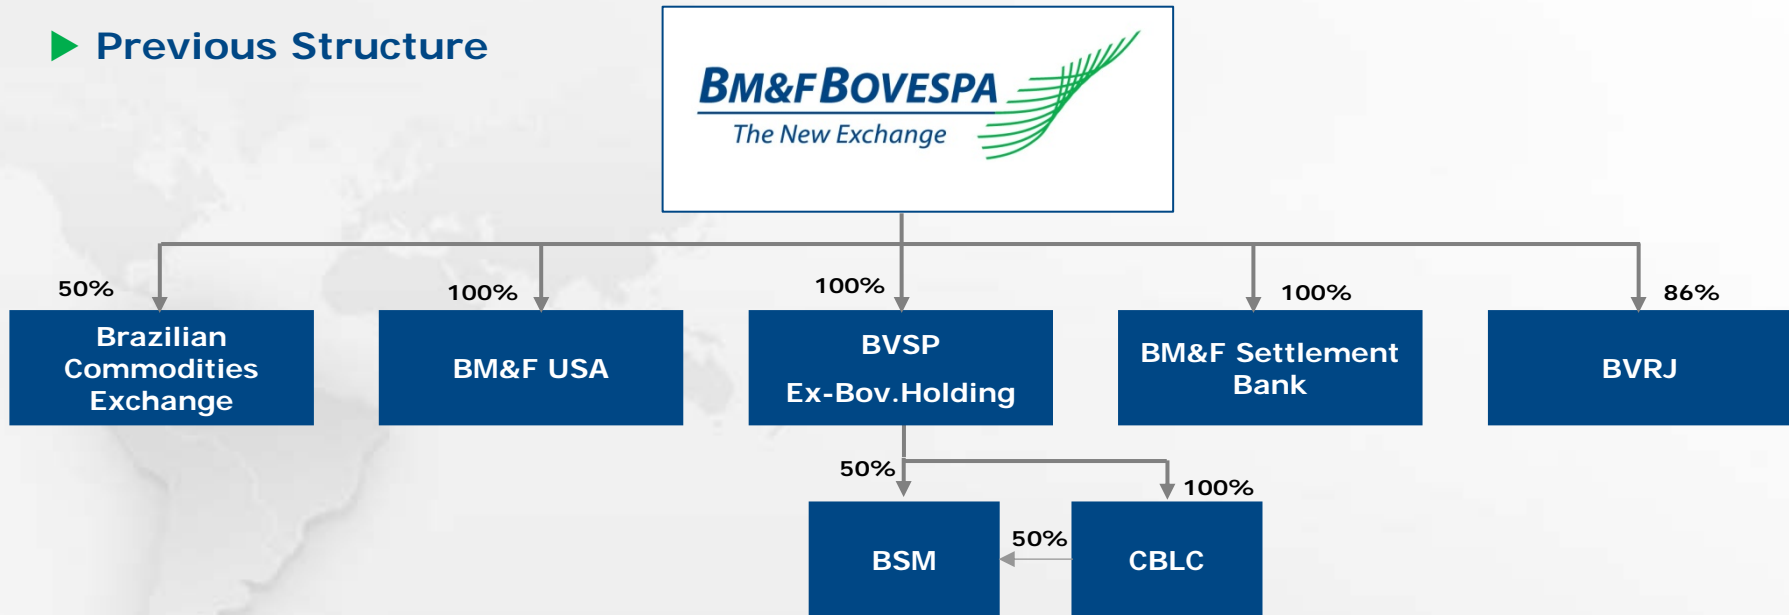 Previous Structure
BM&F BOVESPA
The New Exchange
50%
100%
100%
100%
86%
Brazilian
Commodities
Exchange
BM&F USA
BVSP
Ex-Bov.Holding
BM&F Settlement
Bank
BVRJ
50%
100%
BSM
50%
CBLC